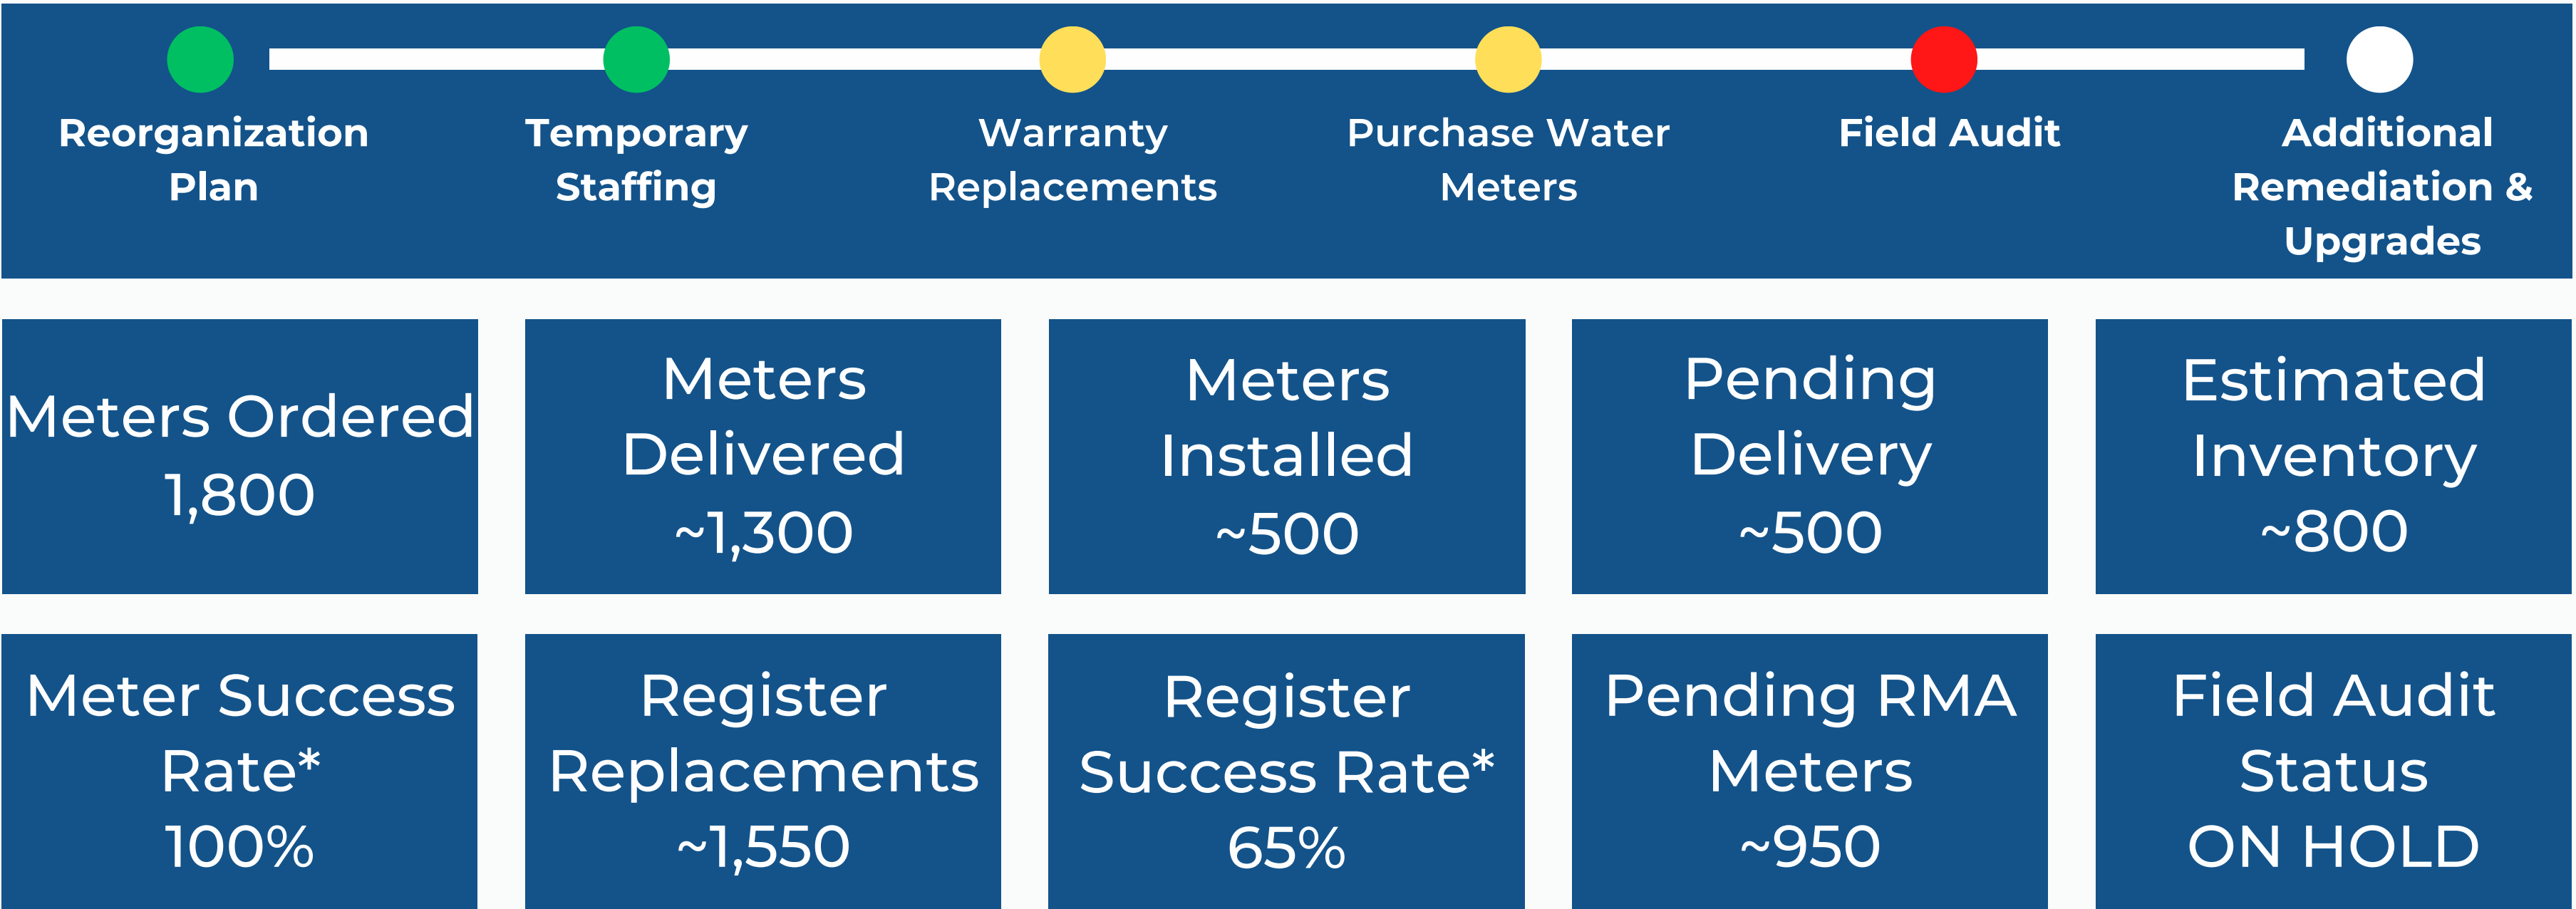 Reorganization
Plan
Temporary
Staffing
Warranty
Replacements
Purchase Water
Meters
Field Audit
Additional
Remediation &
Upgrades
Meters Ordered
1,800
Meters
Delivered
~1,300
Meters
Installed
~500
Pending
Delivery
~500
Estimated
Inventory
~800
Meter Success
Rate*
100%
Register
Replacements
~1,550
Register
Success Rate*
65%
Pending RMA
Meters
~950
Field Audit
Status
ON HOLD